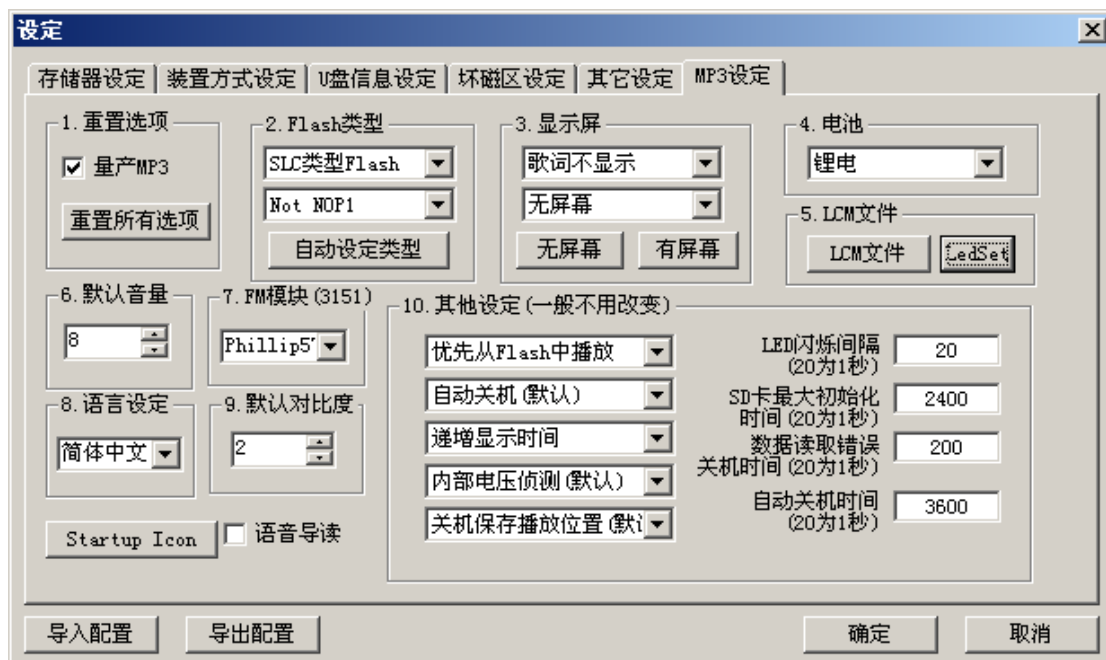 设定
存储器设定 装置方式设定 U盘信息设定 坏磁区设定 其它设定 MP3设定
1.重置选项
量产MP3
重置所有选项
2.Flash类型
SLC类型Flash
Not NOP1
自动设定类型
3.显示屏
歌词不显示
无屏幕
无屏幕 有屏幕
4.电池
锂电
5.LCM文件
LCM文件 LedSet
6.默认音量
8
7.FM模块(3151)
Phillip57
8.语言设定
简体中文
9.默认对比度
2
Startup Icon 语音导读
10.其他设定(一般不用改变)
优先从Flash中播放
自动关机(默认)
递增显示时间
内部电压侦测(默认)
关机保存播放位置(默认
LED闪烁间隔
(20为1秒)
20
SD卡最大初始化
时间(20为1秒)
2400
数据读取错误
关机时间(20为1秒)
200
自动关机时间
(20为1秒)
3600
导入配置 导出配置 确定 取消